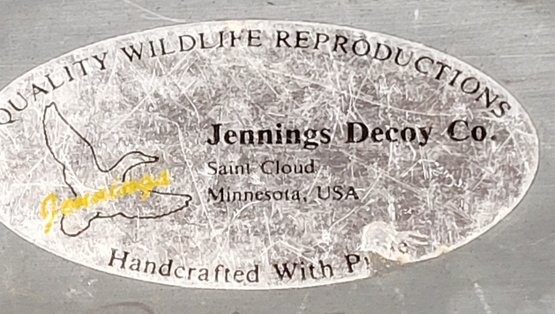 QUALITY WILDLIFE REPRODUCTIONS
Jennings Decoy Co.
Saint Cloud
Minnesota, USA
Jennings
Handcrafted With